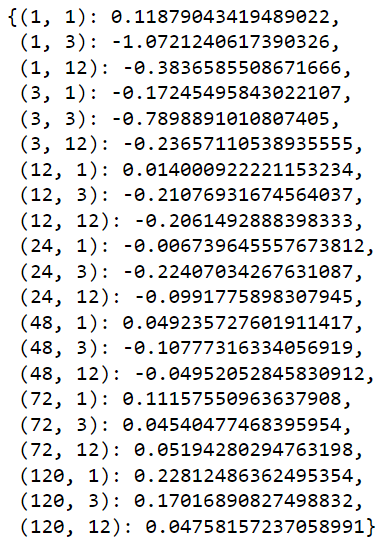 {(1, 1): 0.11879043419489022,
(1, 3): -1.0721240617390326,
(1, 12): -0.3836585508671666,
(3, 1): -0.17245495843022107,
(3, 3): -0.7898891010807405,
(3, 12): -0.23657110538935555,
(12, 1): 0.014000922221153234,
(12, 3): -0.21076931674564037,
(12, 12): -0.2061492888398333,
(24, 1): -0.006739645557673812,
(24, 3): -0.22407034267631087,
(24, 12): -0.0991775898307945,
(48, 1): 0.049235727601911417,
(48, 3): -0.10777316334056919,
(48, 12): -0.04952052845830912,
(72, 1): 0.11157550963637908,
(72, 3): 0.04540477468395954,
(72, 12): 0.05194280294763198,
(120, 1): 0.22812486362495354,
(120, 3): 0.17016890827498832,
(120, 12): 0.04758157237058991}